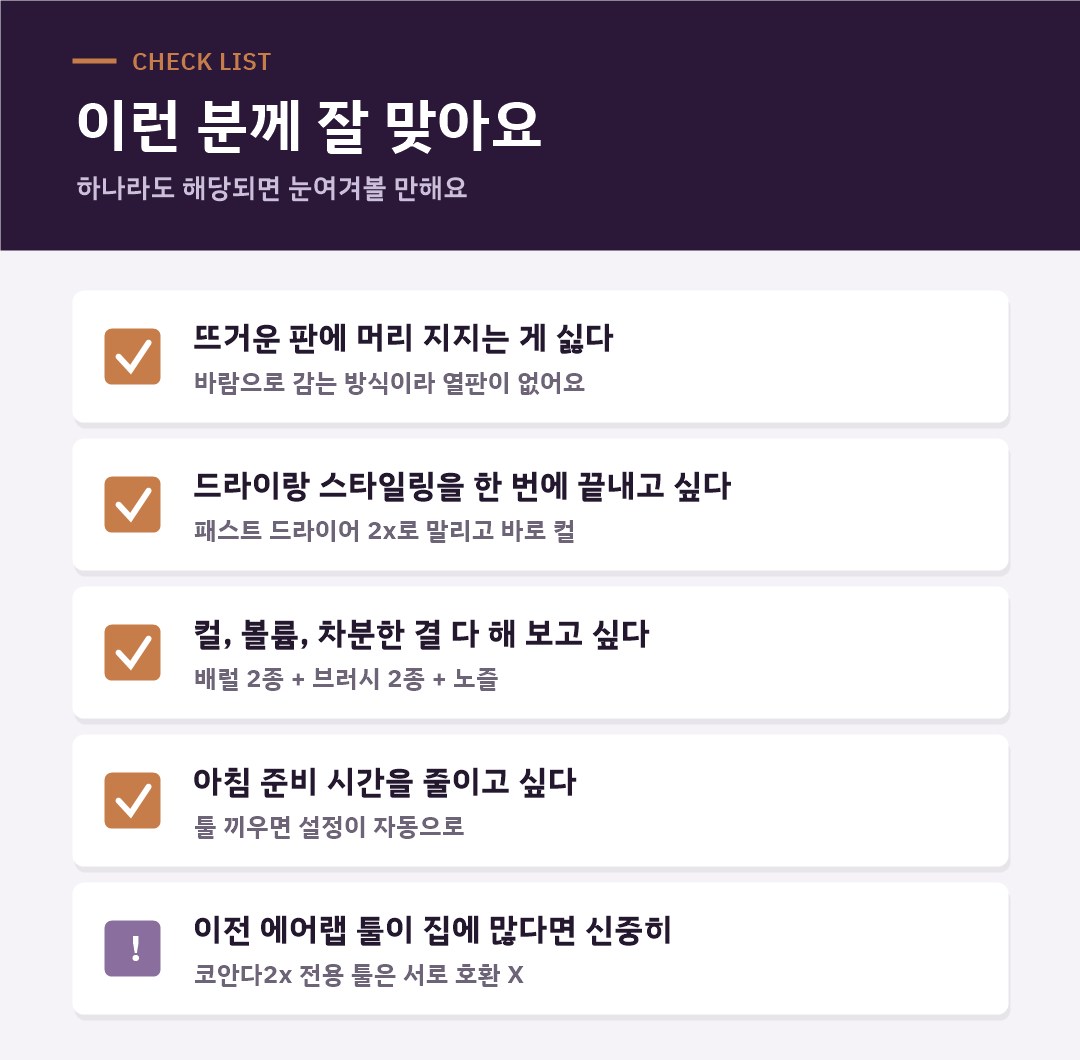 CHECK LIST
이런 분께 잘 맞아요
하나라도 해당되면 눈여겨볼 만해요
뜨거운 판에 머리 지지는 게 싫다
바람으로 감는 방식이라 열판이 없어요
드라이랑 스타일링을 한 번에 끝내고 싶다
패스트 드라이어 2x로 말리고 바로 컬
컬, 볼륨, 차분한 결 다 해 보고 싶다
배럴 2종 + 브러시 2종 + 노즐
아침 준비 시간을 줄이고 싶다
툴 끼우면 설정이 자동으로
!
이전 에어랩 툴이 집에 많다면 신중히
코안다2x 전용 툴은 서로 호환 X